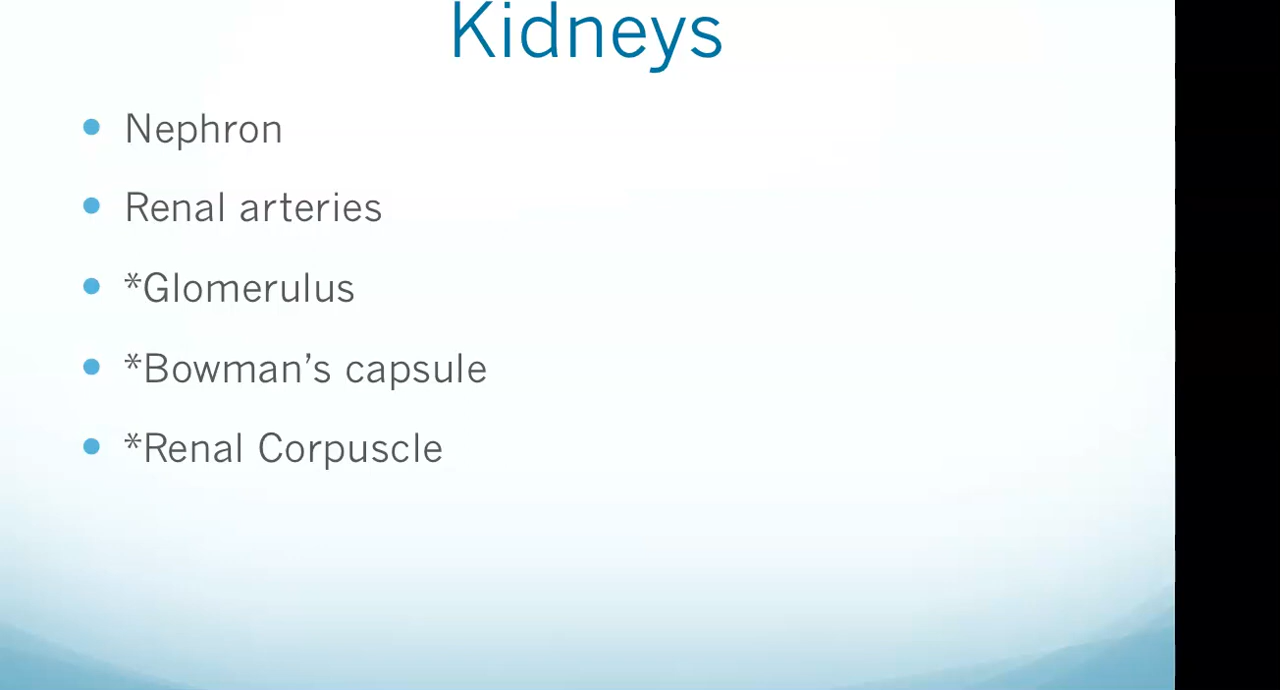 Kidneys
• Nephron
• Renal arteries
• *Glomerulus
• *Bowman’s capsule
• *Renal Corpuscle